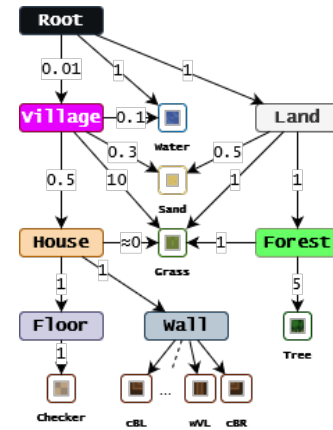 Root
0.01 1 1
Village 0.1 Water Land
0.3 0.5
0.5 10 Sand 1 1
House ≈0 Grass 1 Forest
1 1 5
Floor Wall Tree
1
Checker cBL ... wVL cBR